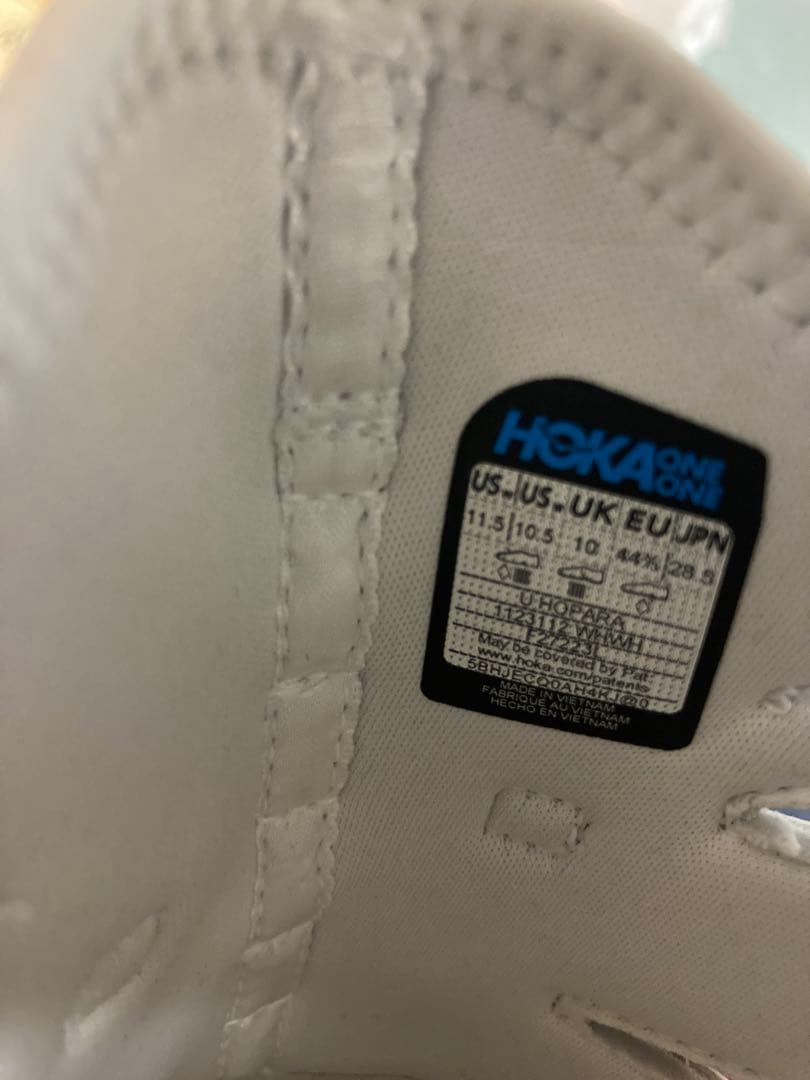 HOKA ONE ONE
US w US m UK EU JPN
11.5 10.5 10 44⅔ 28.5
U HOPARA
1123112 WHWH
F27223L
May be covered by Pat.
www.hoka.com/patents
MADE IN VIETNAM
FABRIQUE AU VIETNAM
HECHO EN VIETNAM